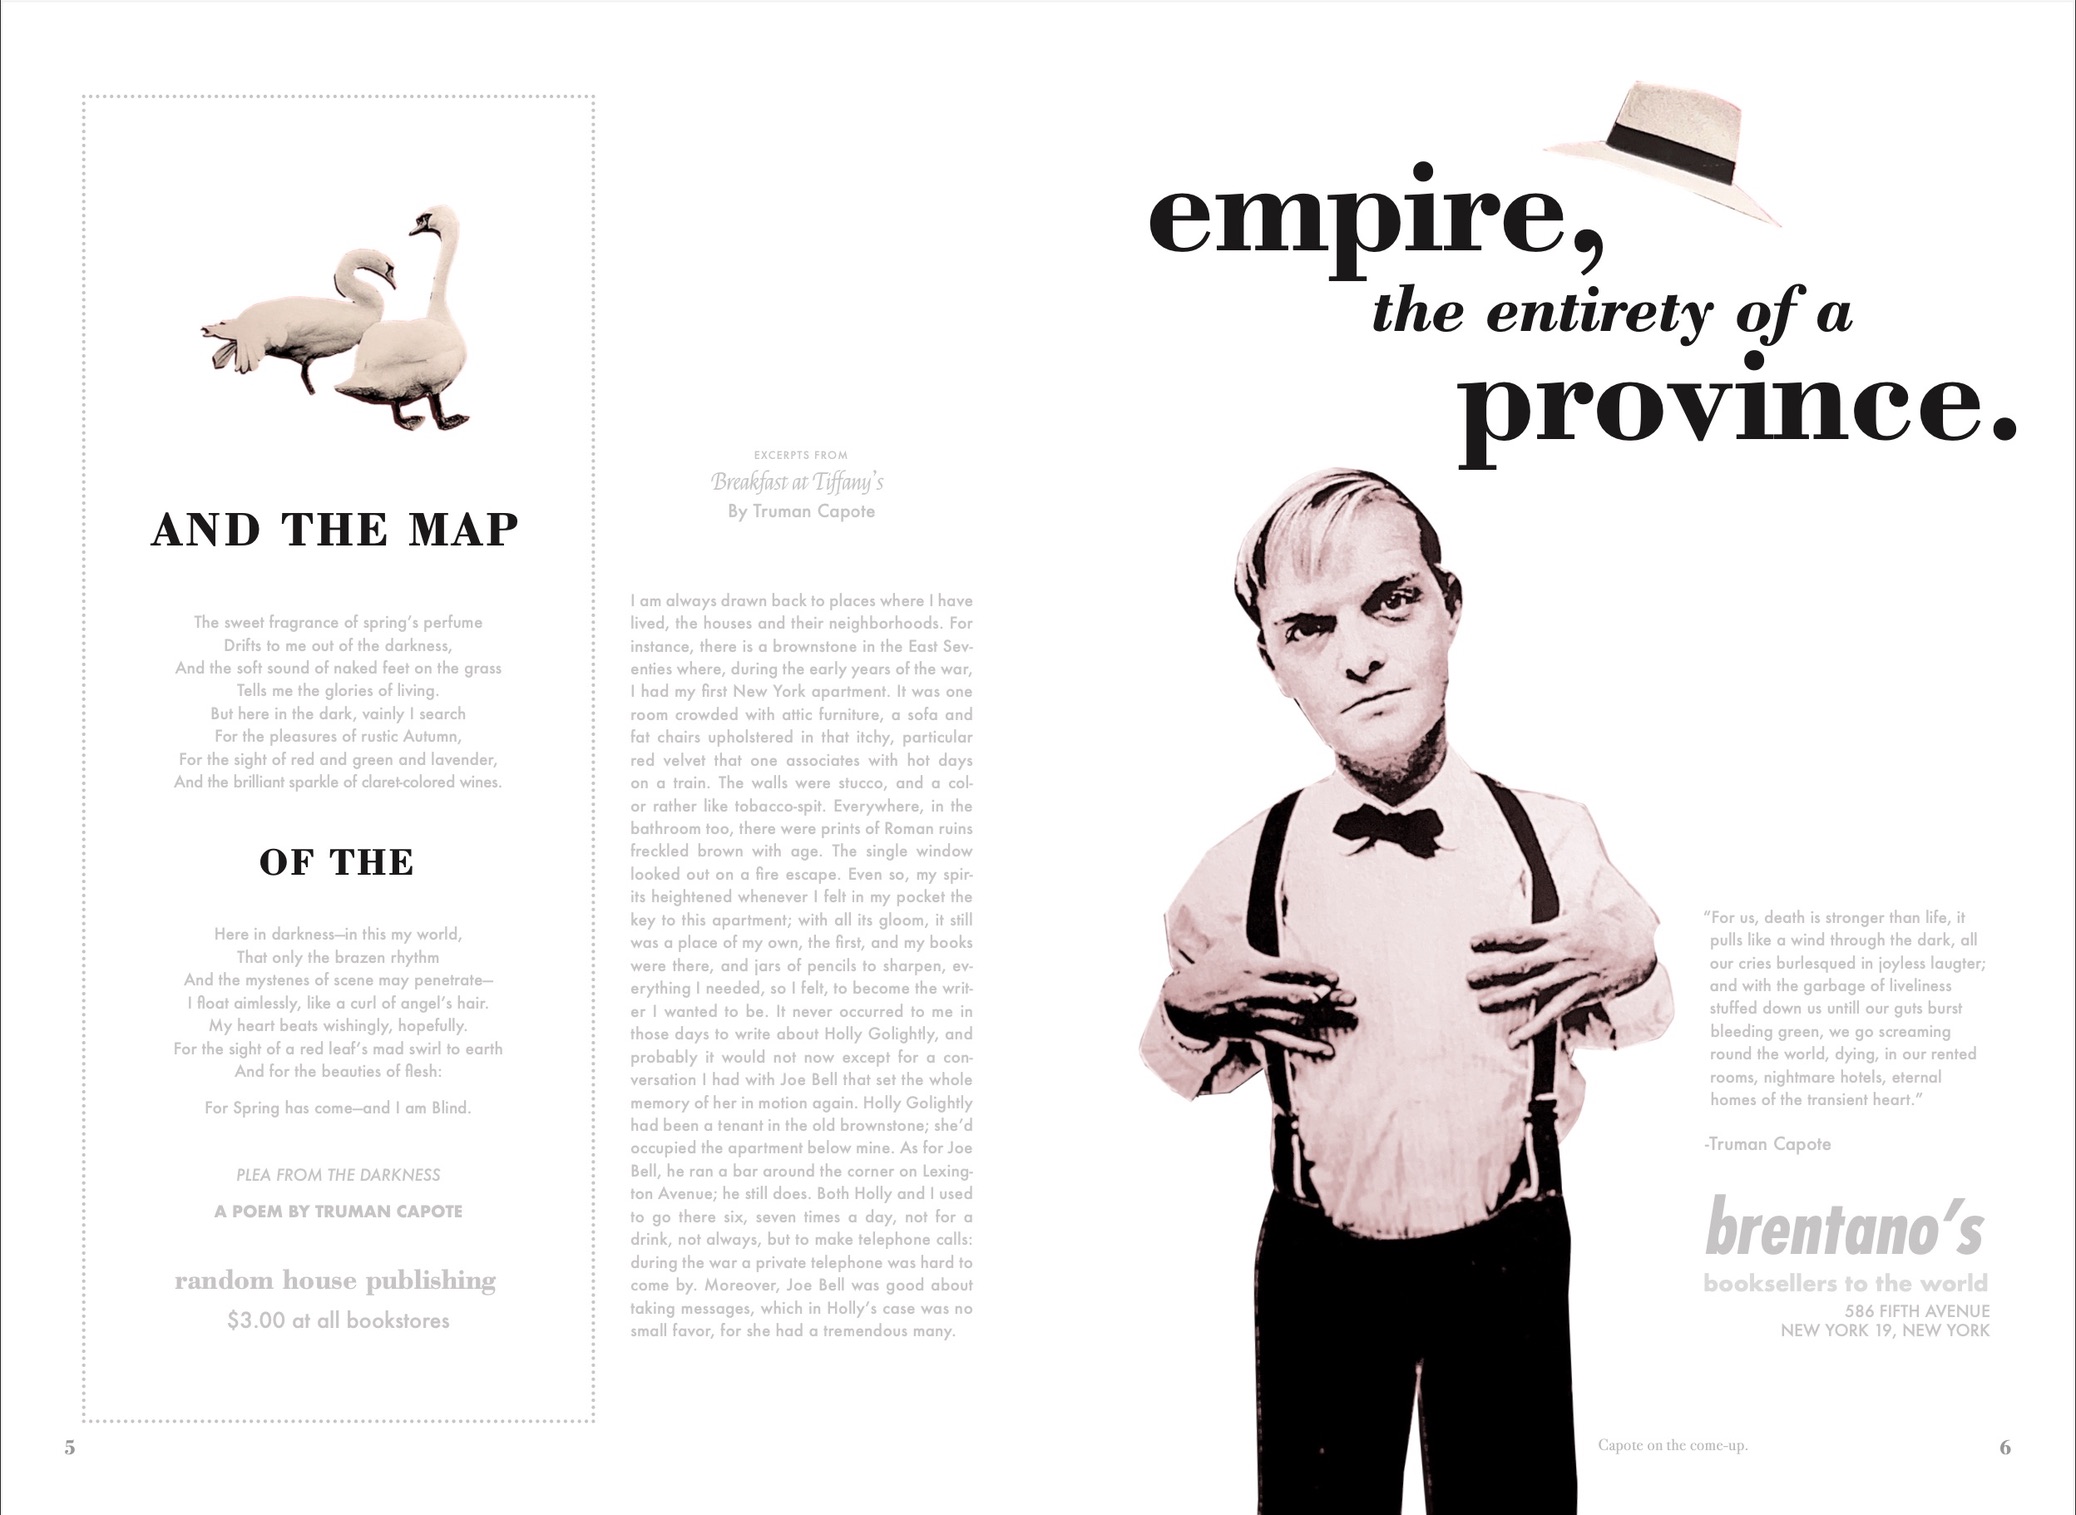 AND THE MAP
The sweet fragrance of spring’s perfume
Drifts to me out of the darkness,
And the soft sound of naked feet on the grass
Tells me the glories of living.
But here in the dark, vainly I search
For the pleasures of rustic Autumn,
For the sight of red and green and lavender,
And the brilliant sparkle of claret-colored wines.
OF THE
Here in darkness—in this my world,
That only the brazen rhythm
And the mystenes of scene may penetrate—
I float aimlessly, like a curl of angel’s hair.
My heart beats wishingly, hopefully.
For the sight of a red leaf’s mad swirl to earth
And for the beauties of flesh:
For Spring has come—and I am Blind.
PLEA FROM THE DARKNESS
A POEM BY TRUMAN CAPOTE
random house publishing
$3.00 at all bookstores
5
EXCERPTS FROM
Breakfast at Tiffany’s
By Truman Capote
I am always drawn back to places where I have
lived, the houses and their neighborhoods. For
instance, there is a brownstone in the East Sev-
enties where, during the early years of the war,
I had my first New York apartment. It was one
room crowded with attic furniture, a sofa and
fat chairs upholstered in that itchy, particular
red velvet that one associates with hot days
on a train. The walls were stucco, and a col-
or rather like tobacco-spit. Everywhere, in the
bathroom too, there were prints of Roman ruins
freckled brown with age. The single window
looked out on a fire escape. Even so, my spir-
its heightened whenever I felt in my pocket the
key to this apartment; with all its gloom, it still
was a place of my own, the first, and my books
were there, and jars of pencils to sharpen, ev-
erything I needed, so I felt, to become the writ-
er I wanted to be. It never occurred to me in
those days to write about Holly Golightly, and
probably it would not now except for a con-
versation I had with Joe Bell that set the whole
memory of her in motion again. Holly Golightly
had been a tenant in the old brownstone; she’d
occupied the apartment below mine. As for Joe
Bell, he ran a bar around the corner on Lexing-
ton Avenue; he still does. Both Holly and I used
to go there six, seven times a day, not for a
drink, not always, but to make telephone calls:
during the war a private telephone was hard to
come by. Moreover, Joe Bell was good about
taking messages, which in Holly’s case was no
small favor, for she had a tremendous many.
empire,
the entirety of a
province.
“For us, death is stronger than life, it
pulls like a wind through the dark, all
our cries burlesqued in joyless laugter;
and with the garbage of liveliness
stuffed down us untill our guts burst
bleeding green, we go screaming
round the world, dying, in our rented
rooms, nightmare hotels, eternal
homes of the transient heart.”
-Truman Capote
brentano’s
booksellers to the world
586 FIFTH AVENUE
NEW YORK 19, NEW YORK
Capote on the come-up.
6